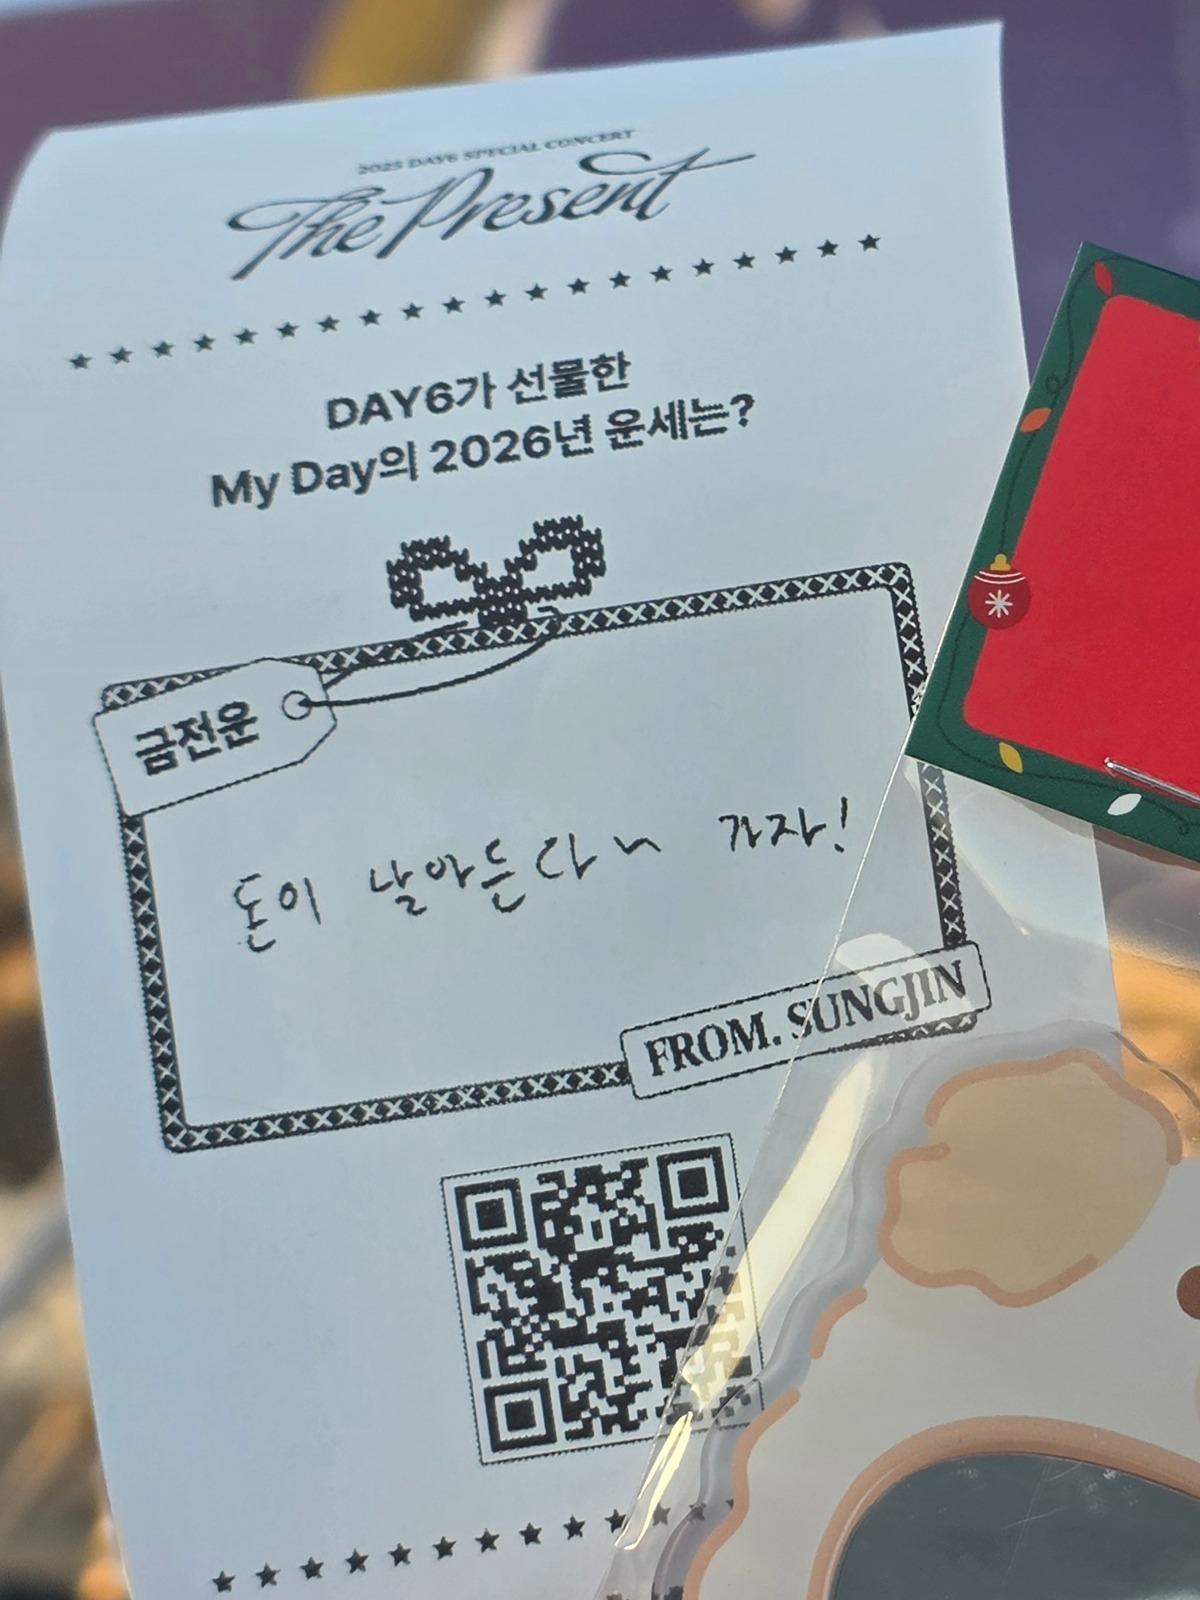 2025 DAY6 SPECIAL CONCERT
The Present
DAY6가 선물한
My Day의 2026년 운세는?
금전운
돈이 날아든다~ 가자!
FROM. SUNGJIN